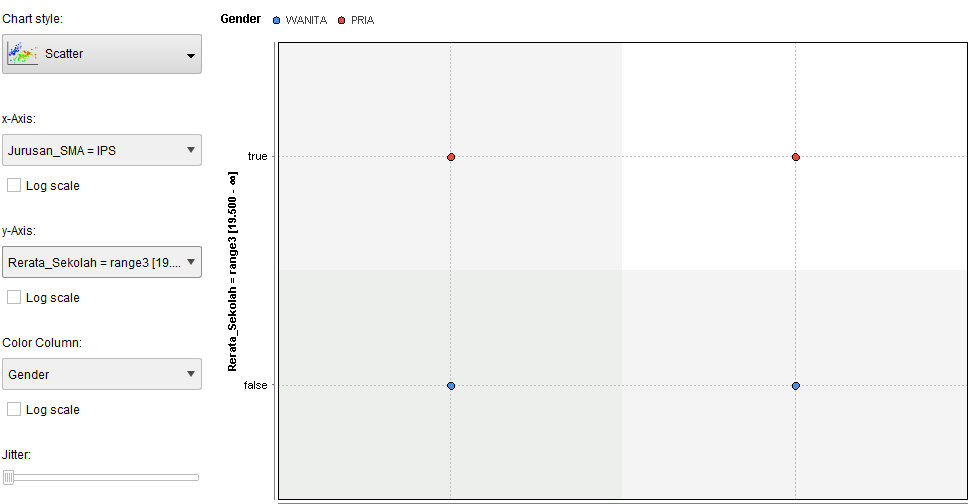 Chart style:
Scatter
x-Axis:
Jurusan_SMA = IPS
Log scale
y-Axis:
Rerata_Sekolah = range3 [19....
Log scale
Color Column:
Gender
Log scale
Jitter:
Gender WANITA PRIA
Rerata_Sekolah = range3 [19.500 - ∞]
true
false